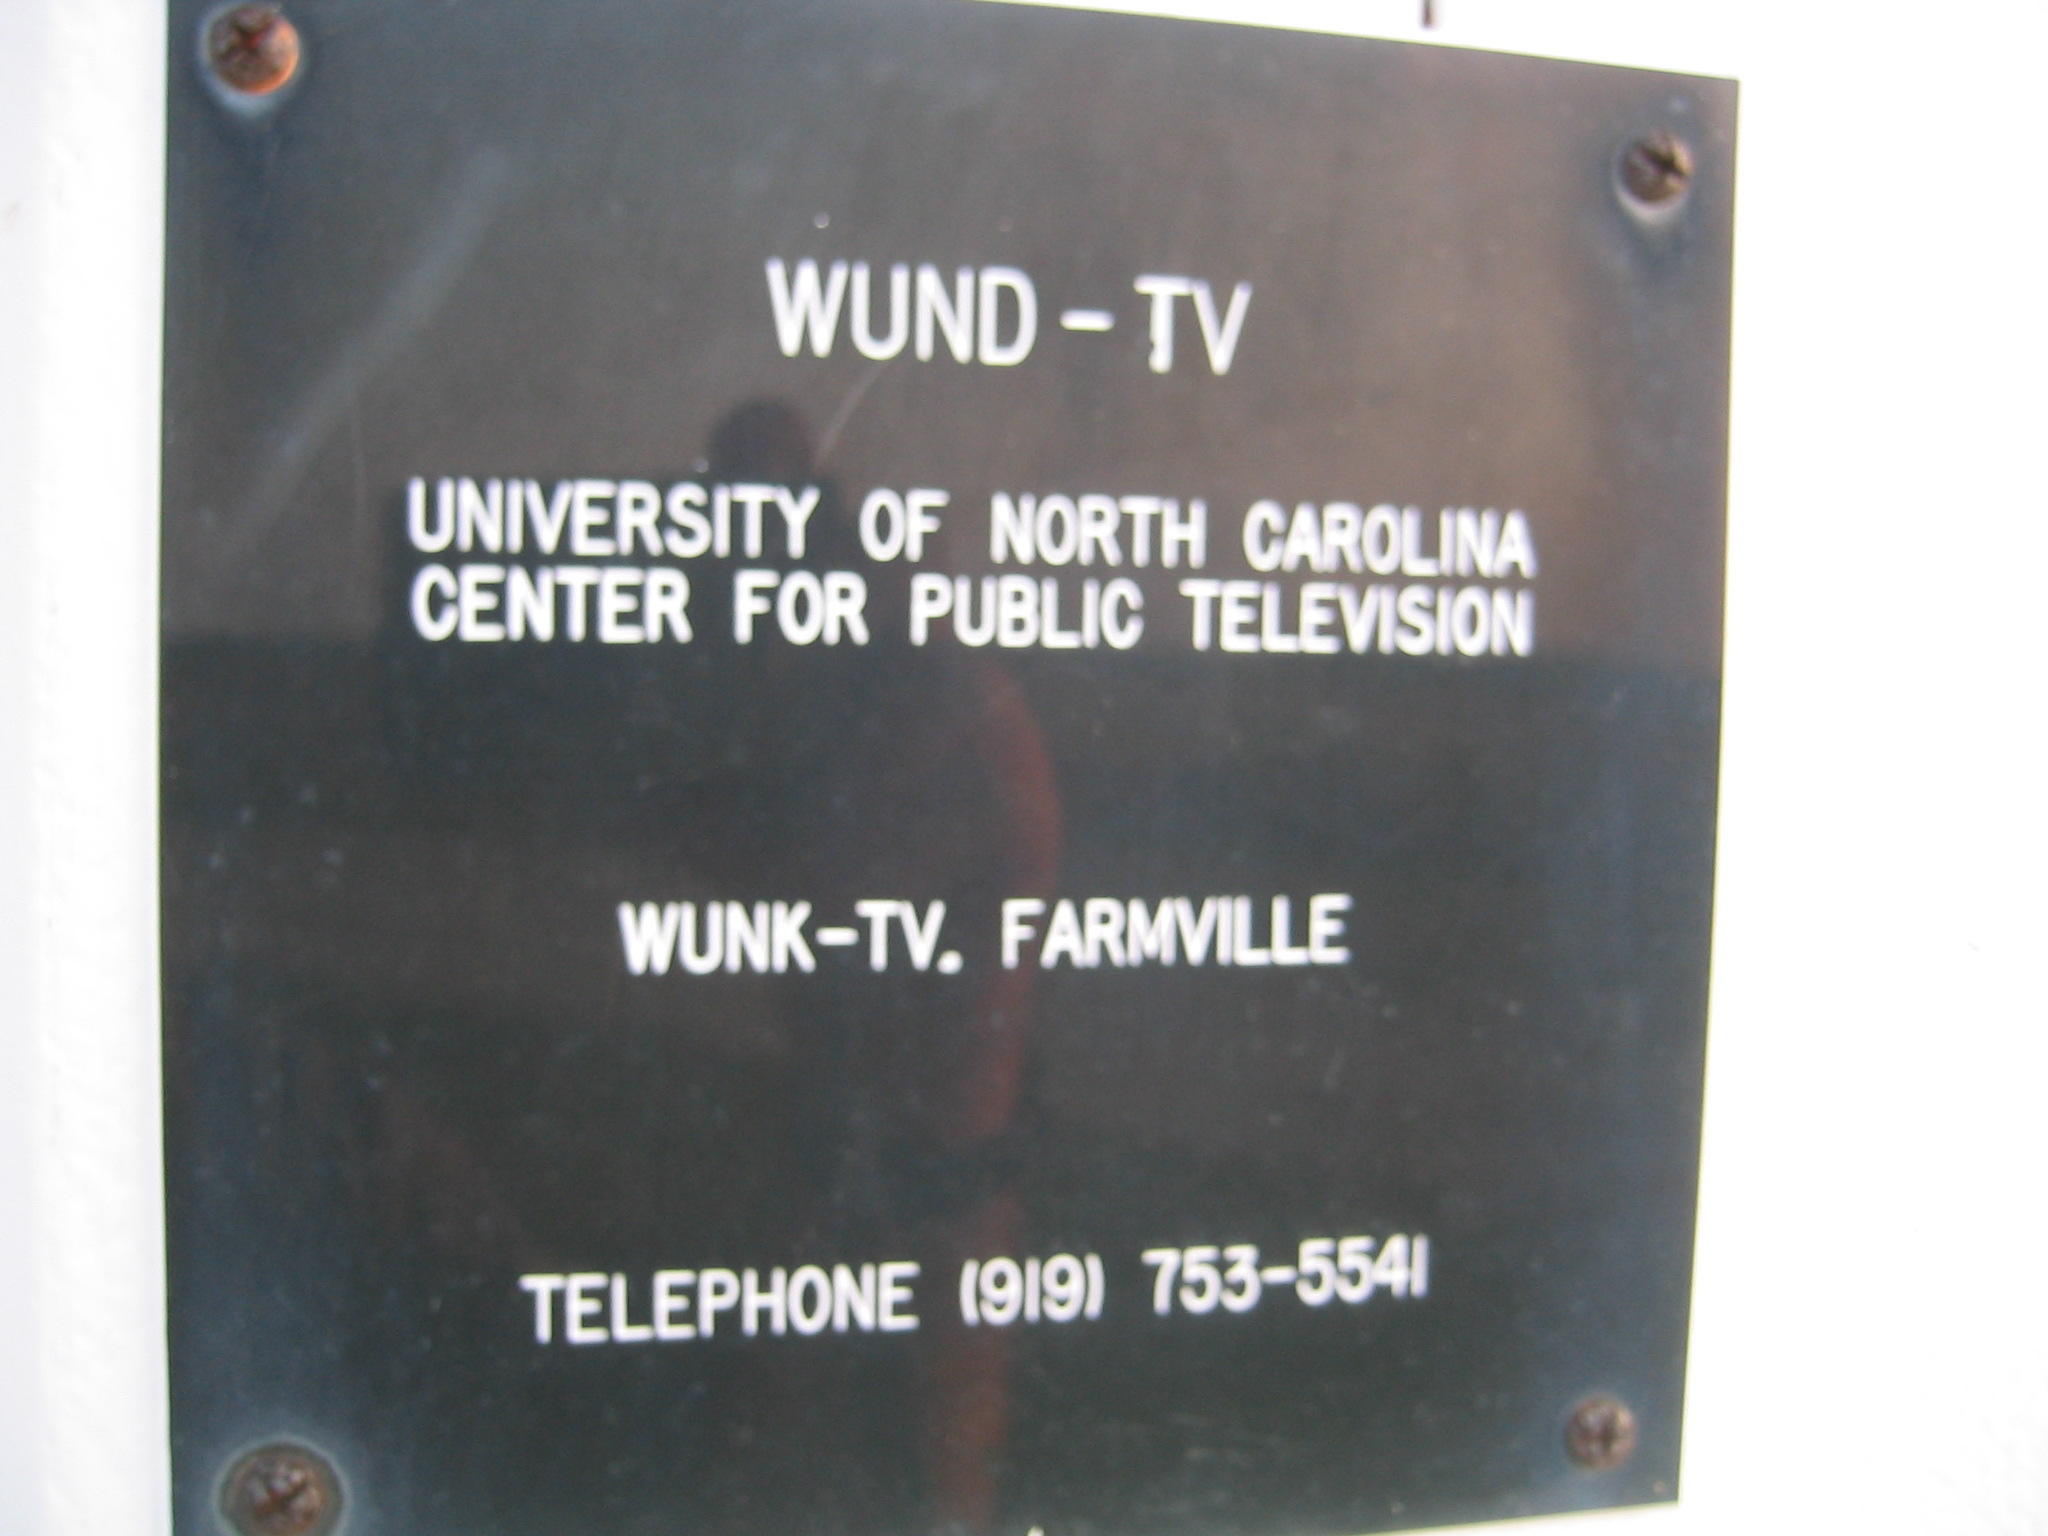 WUND - TV
UNIVERSITY OF NORTH CAROLINA
CENTER FOR PUBLIC TELEVISION
WUNK-TV. FARMVILLE
TELEPHONE (919) 753-5541